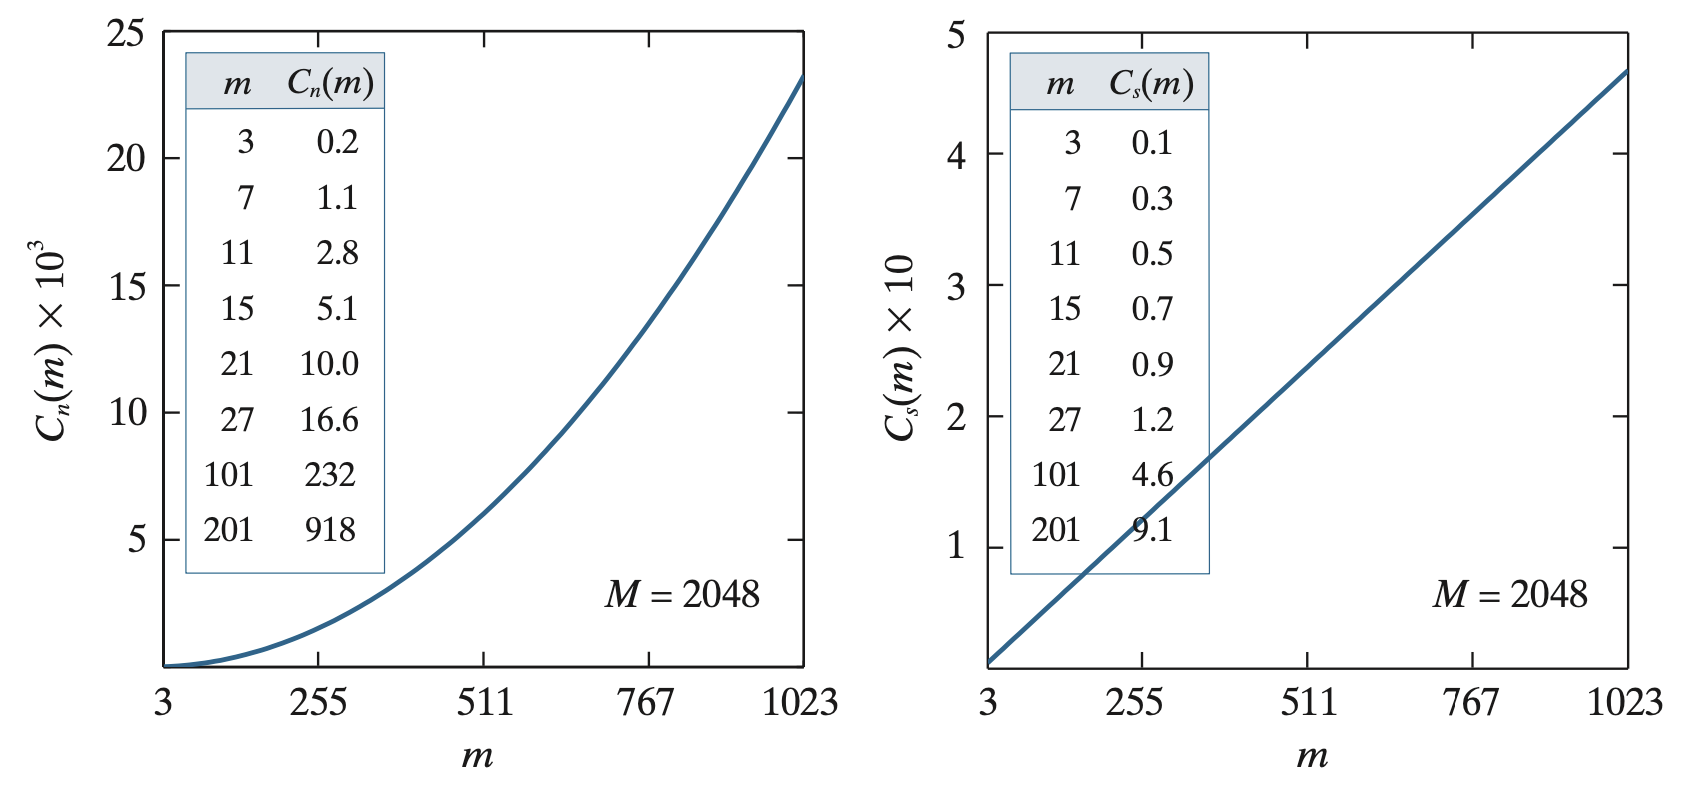 25
20
15
10
5
C_n(m) × 10³
m C_n(m)
3 0.2
7 1.1
11 2.8
15 5.1
21 10.0
27 16.6
101 232
201 918
M = 2048
3 255 511 767 1023
m
5
4
3
2
1
C_s(m) × 10
m C_s(m)
3 0.1
7 0.3
11 0.5
15 0.7
21 0.9
27 1.2
101 4.6
201 9.1
M = 2048
3 255 511 767 1023
m